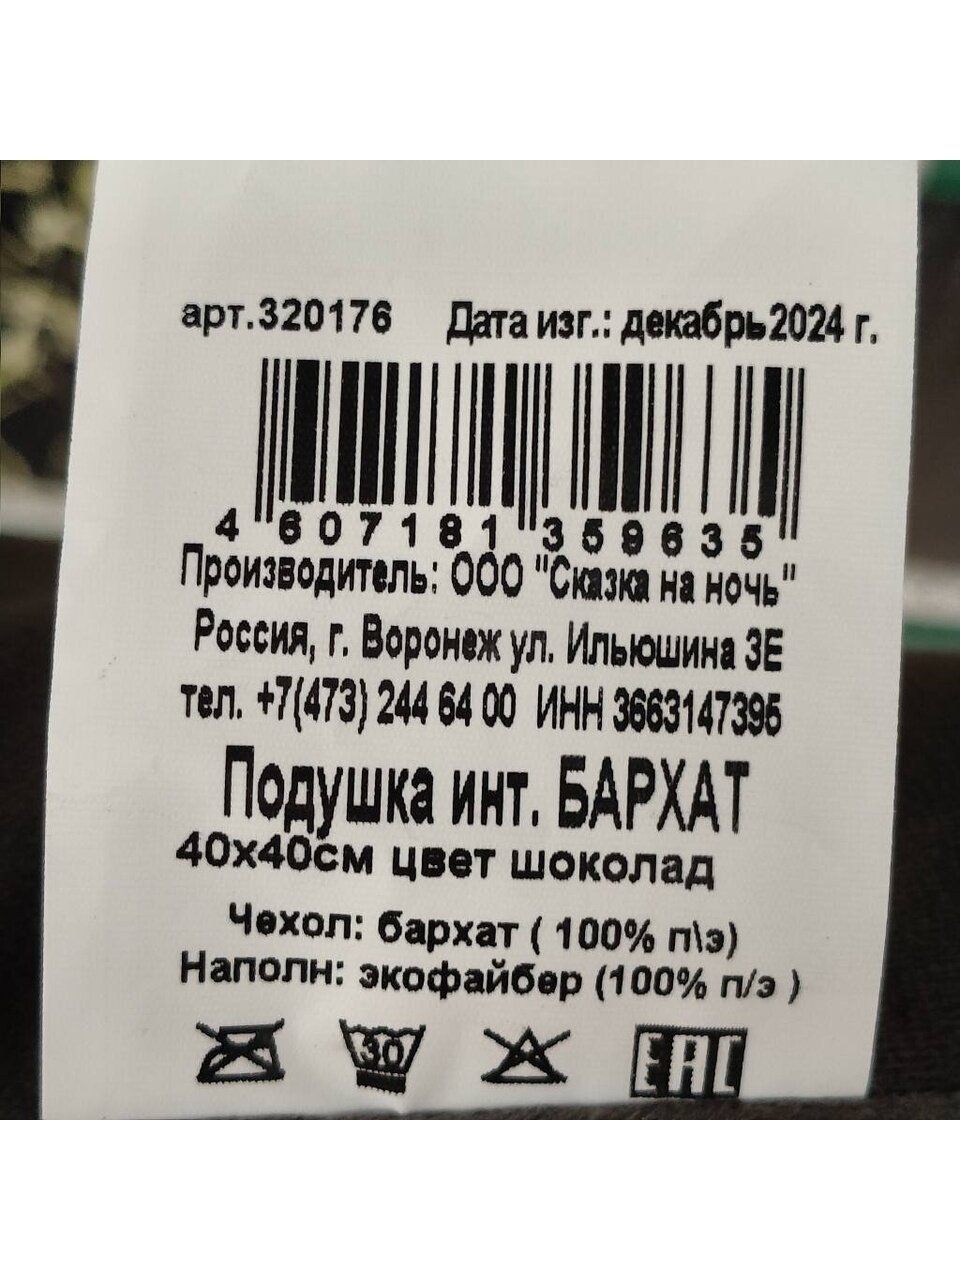 арт.320176 Дата изг.: декабрь2024 г.
4 607181 359635
Производитель: ООО "Сказка на ночь"
Россия, г. Воронеж ул. Ильюшина 3Е
тел. +7(473) 244 64 00 ИНН 3663147395
Подушка инт. БАРХАТ
40х40см цвет шоколад
Чехол: бархат ( 100% п\э)
Наполн: экофайбер (100% п/э )
30 EAC